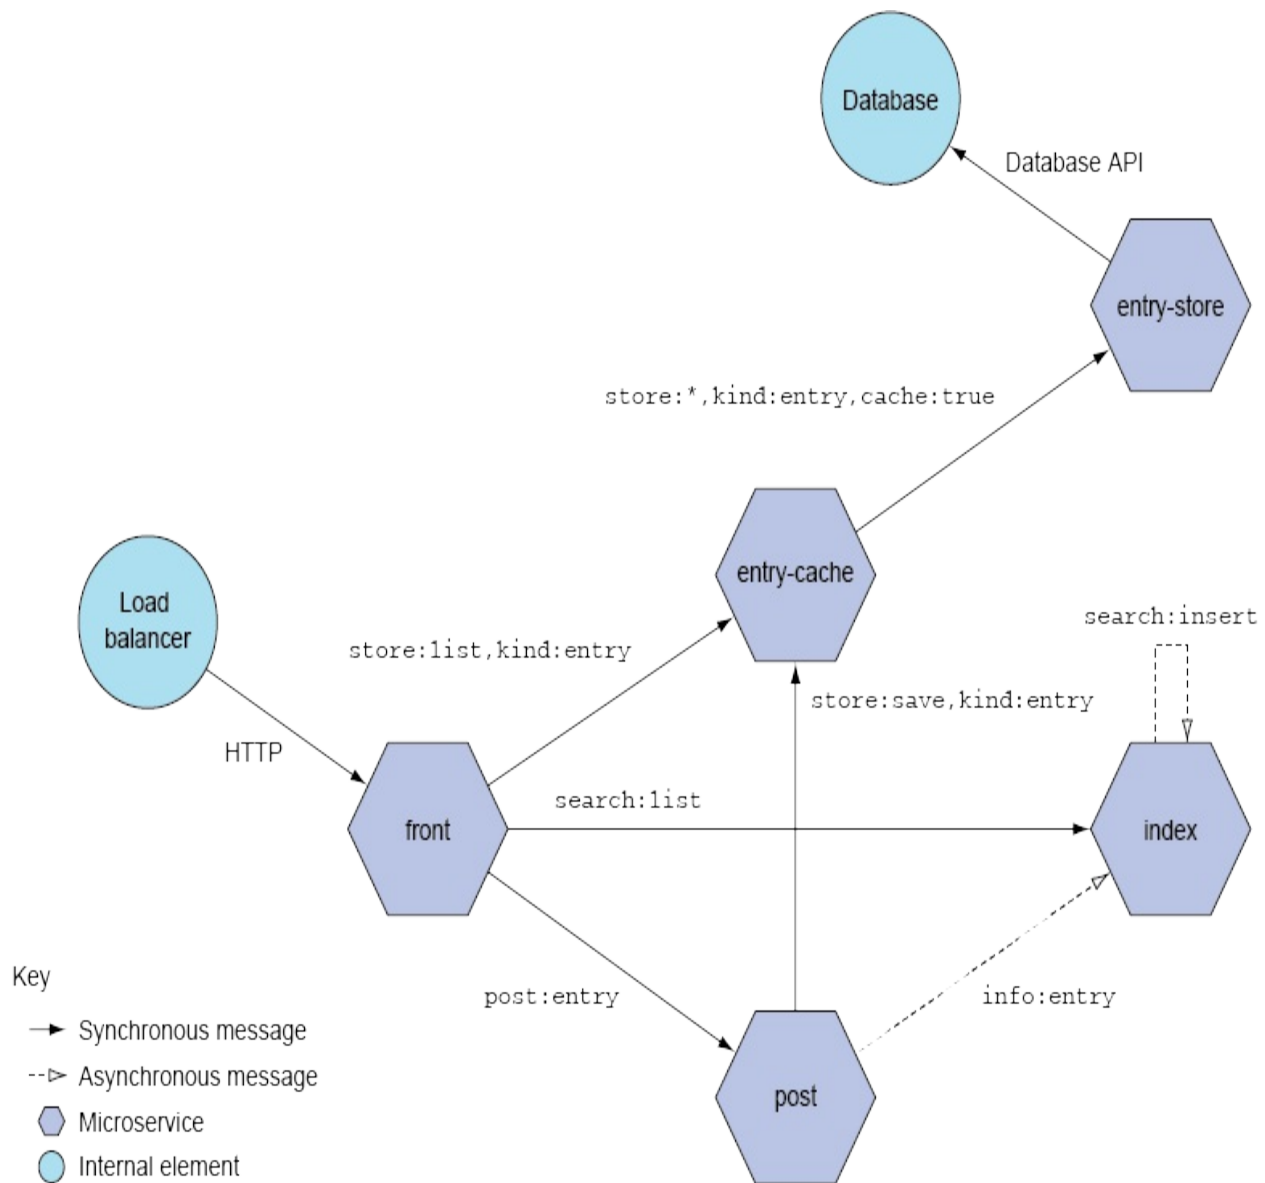 Database
Database API
entry-store
store:*,kind:entry,cache:true
entry-cache
Load
balancer
search:insert
store:list,kind:entry
store:save,kind:entry
HTTP
search:list
front
index
Key
post:entry
info:entry
Synchronous message
Asynchronous message
post
Microservice
Internal element